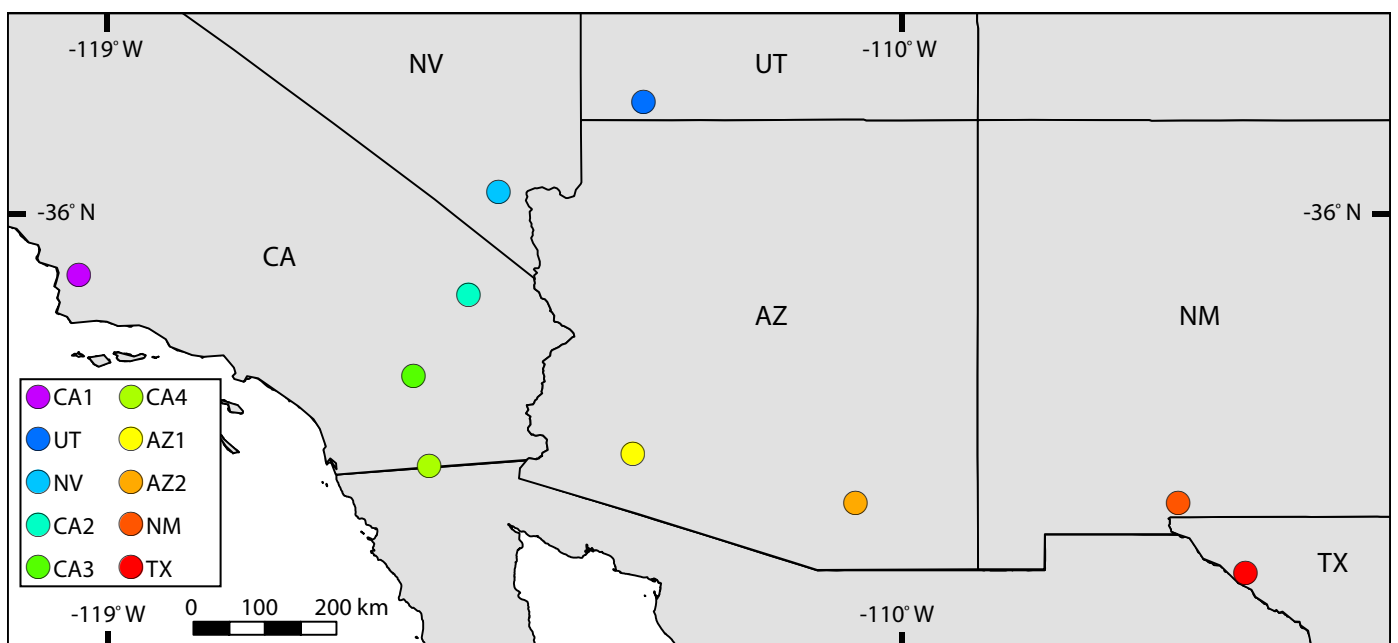 -119° W
-110° W
NV
UT
-36° N
-36° N
CA
AZ
NM
CA1
CA4
UT
AZ1
NV
AZ2
CA2
NM
CA3
TX
TX
-119° W
0 100 200 km
-110° W